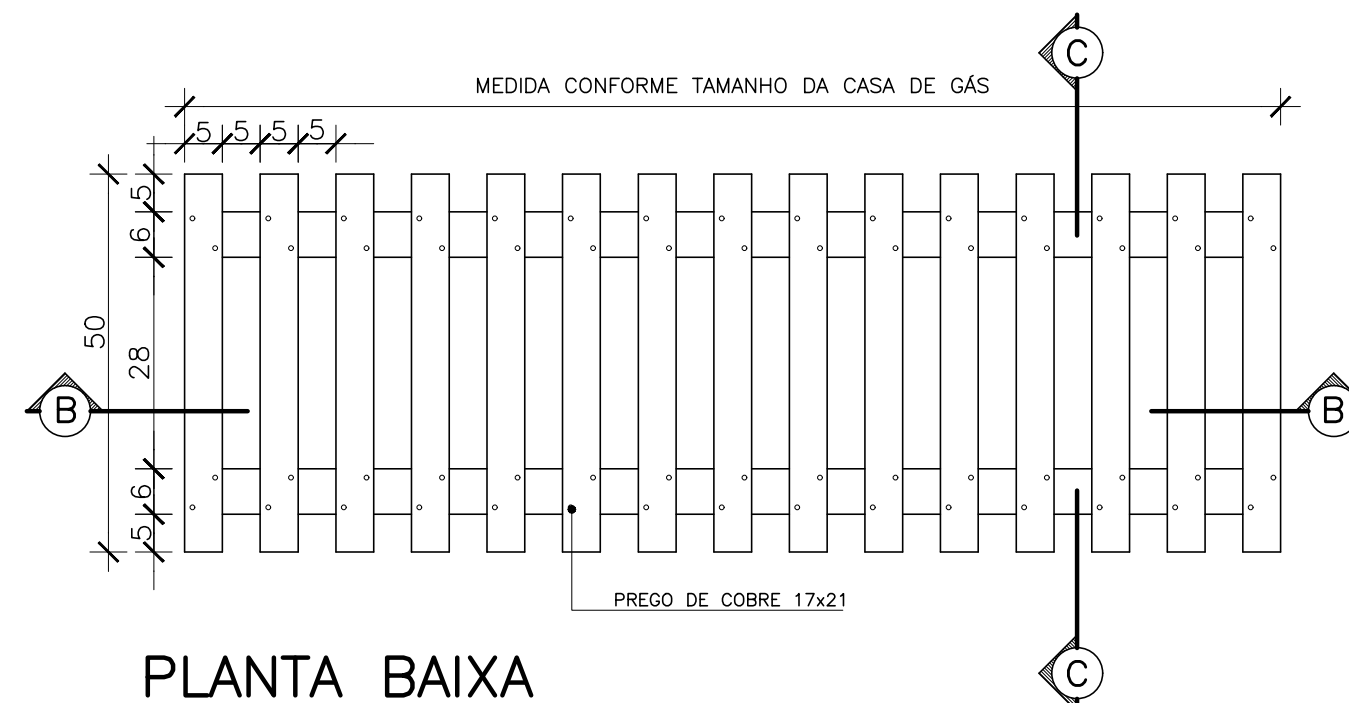 C
MEDIDA CONFORME TAMANHO DA CASA DE GÁS
5 5 5 5
5
6
50
28
B
B
6
5
PREGO DE COBRE 17x21
PLANTA BAIXA
C